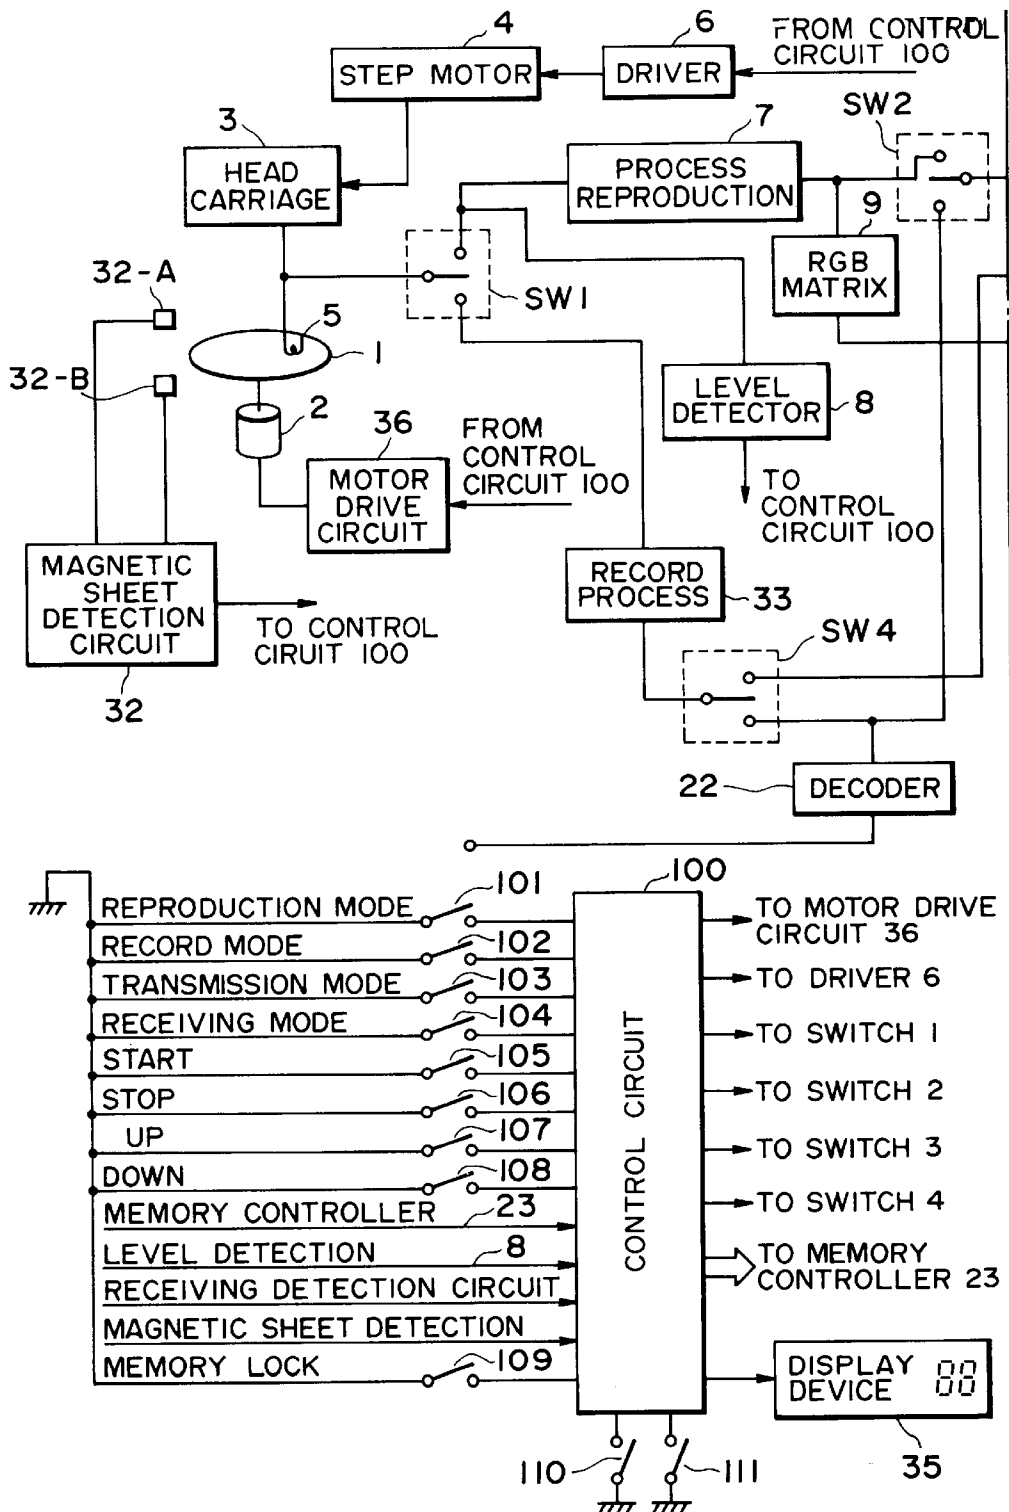 4
6
FROM CONTROL
CIRCUIT 100
STEP MOTOR
DRIVER
SW2
3
7
HEAD
CARRIAGE
PROCESS
REPRODUCTION
9
RGB
MATRIX
32-A
SW1
5
1
32-B
LEVEL
DETECTOR
8
2
36
FROM
CONTROL
CIRCUIT 100
MOTOR
DRIVE
CIRCUIT
TO
CONTROL
CIRCUIT 100
MAGNETIC
SHEET
DETECTION
CIRCUIT
RECORD
PROCESS
33
TO CONTROL
CIRUIT 100
SW4
32
22
DECODER
100
101
REPRODUCTION MODE
TO MOTOR DRIVE
CIRCUIT 36
RECORD MODE
102
TRANSMISSION MODE
103
TO DRIVER 6
RECEIVING MODE
104
TO SWITCH 1
START
105
STOP
106
TO SWITCH 2
UP
107
TO SWITCH 3
DOWN
108
MEMORY CONTROLLER
23
TO SWITCH 4
LEVEL DETECTION
8
TO MEMORY
CONTROLLER 23
RECEIVING DETECTION CIRCUIT
MAGNETIC SHEET DETECTION
MEMORY LOCK
109
CONTROL CIRCUIT
DISPLAY
DEVICE
88
110
111
35